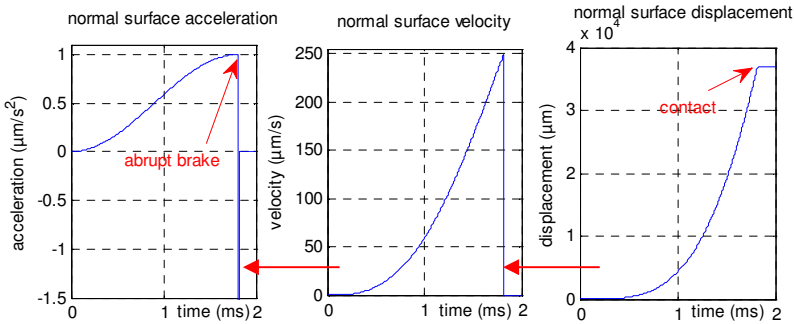 normal surface acceleration
acceleration (µm/s²)
1
0.5
0
-0.5
-1
-1.5
abrupt brake
0 1 time (ms) 2
normal surface velocity
velocity (µm/s)
250
200
150
100
50
0
0 1 time (ms) 2
normal surface displacement
x 10⁴
displacement (µm)
4
3
2
1
0
contact
0 1 time (ms) 2